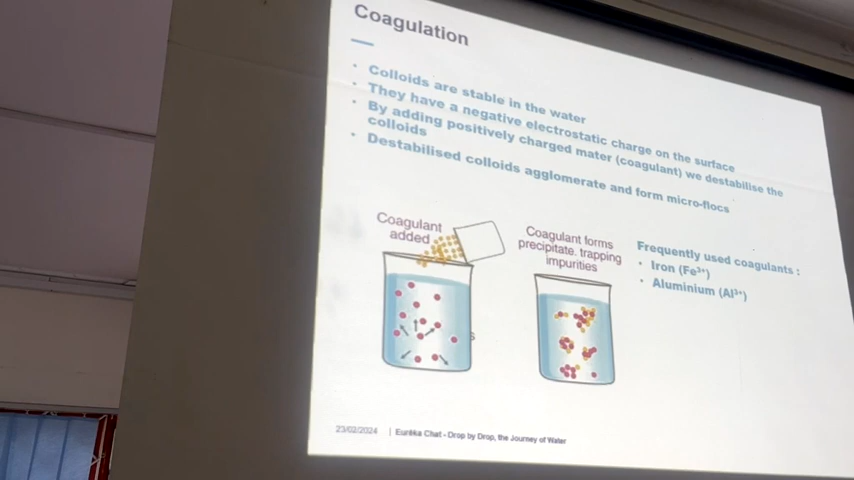 Coagulation
• Colloids are stable in the water
• They have a negative electrostatic charge on the surface
• By adding positively charged mater (coagulant) we destabilise the
colloids
• Destabilised colloids agglomerate and form micro-flocs
Coagulant
added
Coagulant forms
precipitate. trapping
impurities
Frequently used coagulants :
• Iron (Fe³⁺)
• Aluminium (Al³⁺)
s
23/02/2024 | Eurêka Chat - Drop by Drop, the Journey of Water